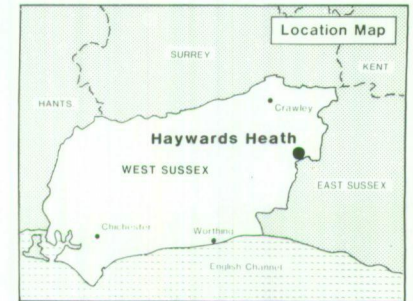 Location Map
SURREY
KENT
HANTS
Crawley
Haywards Heath
WEST SUSSEX
EAST SUSSEX
Chichester
Worthing
English Channel